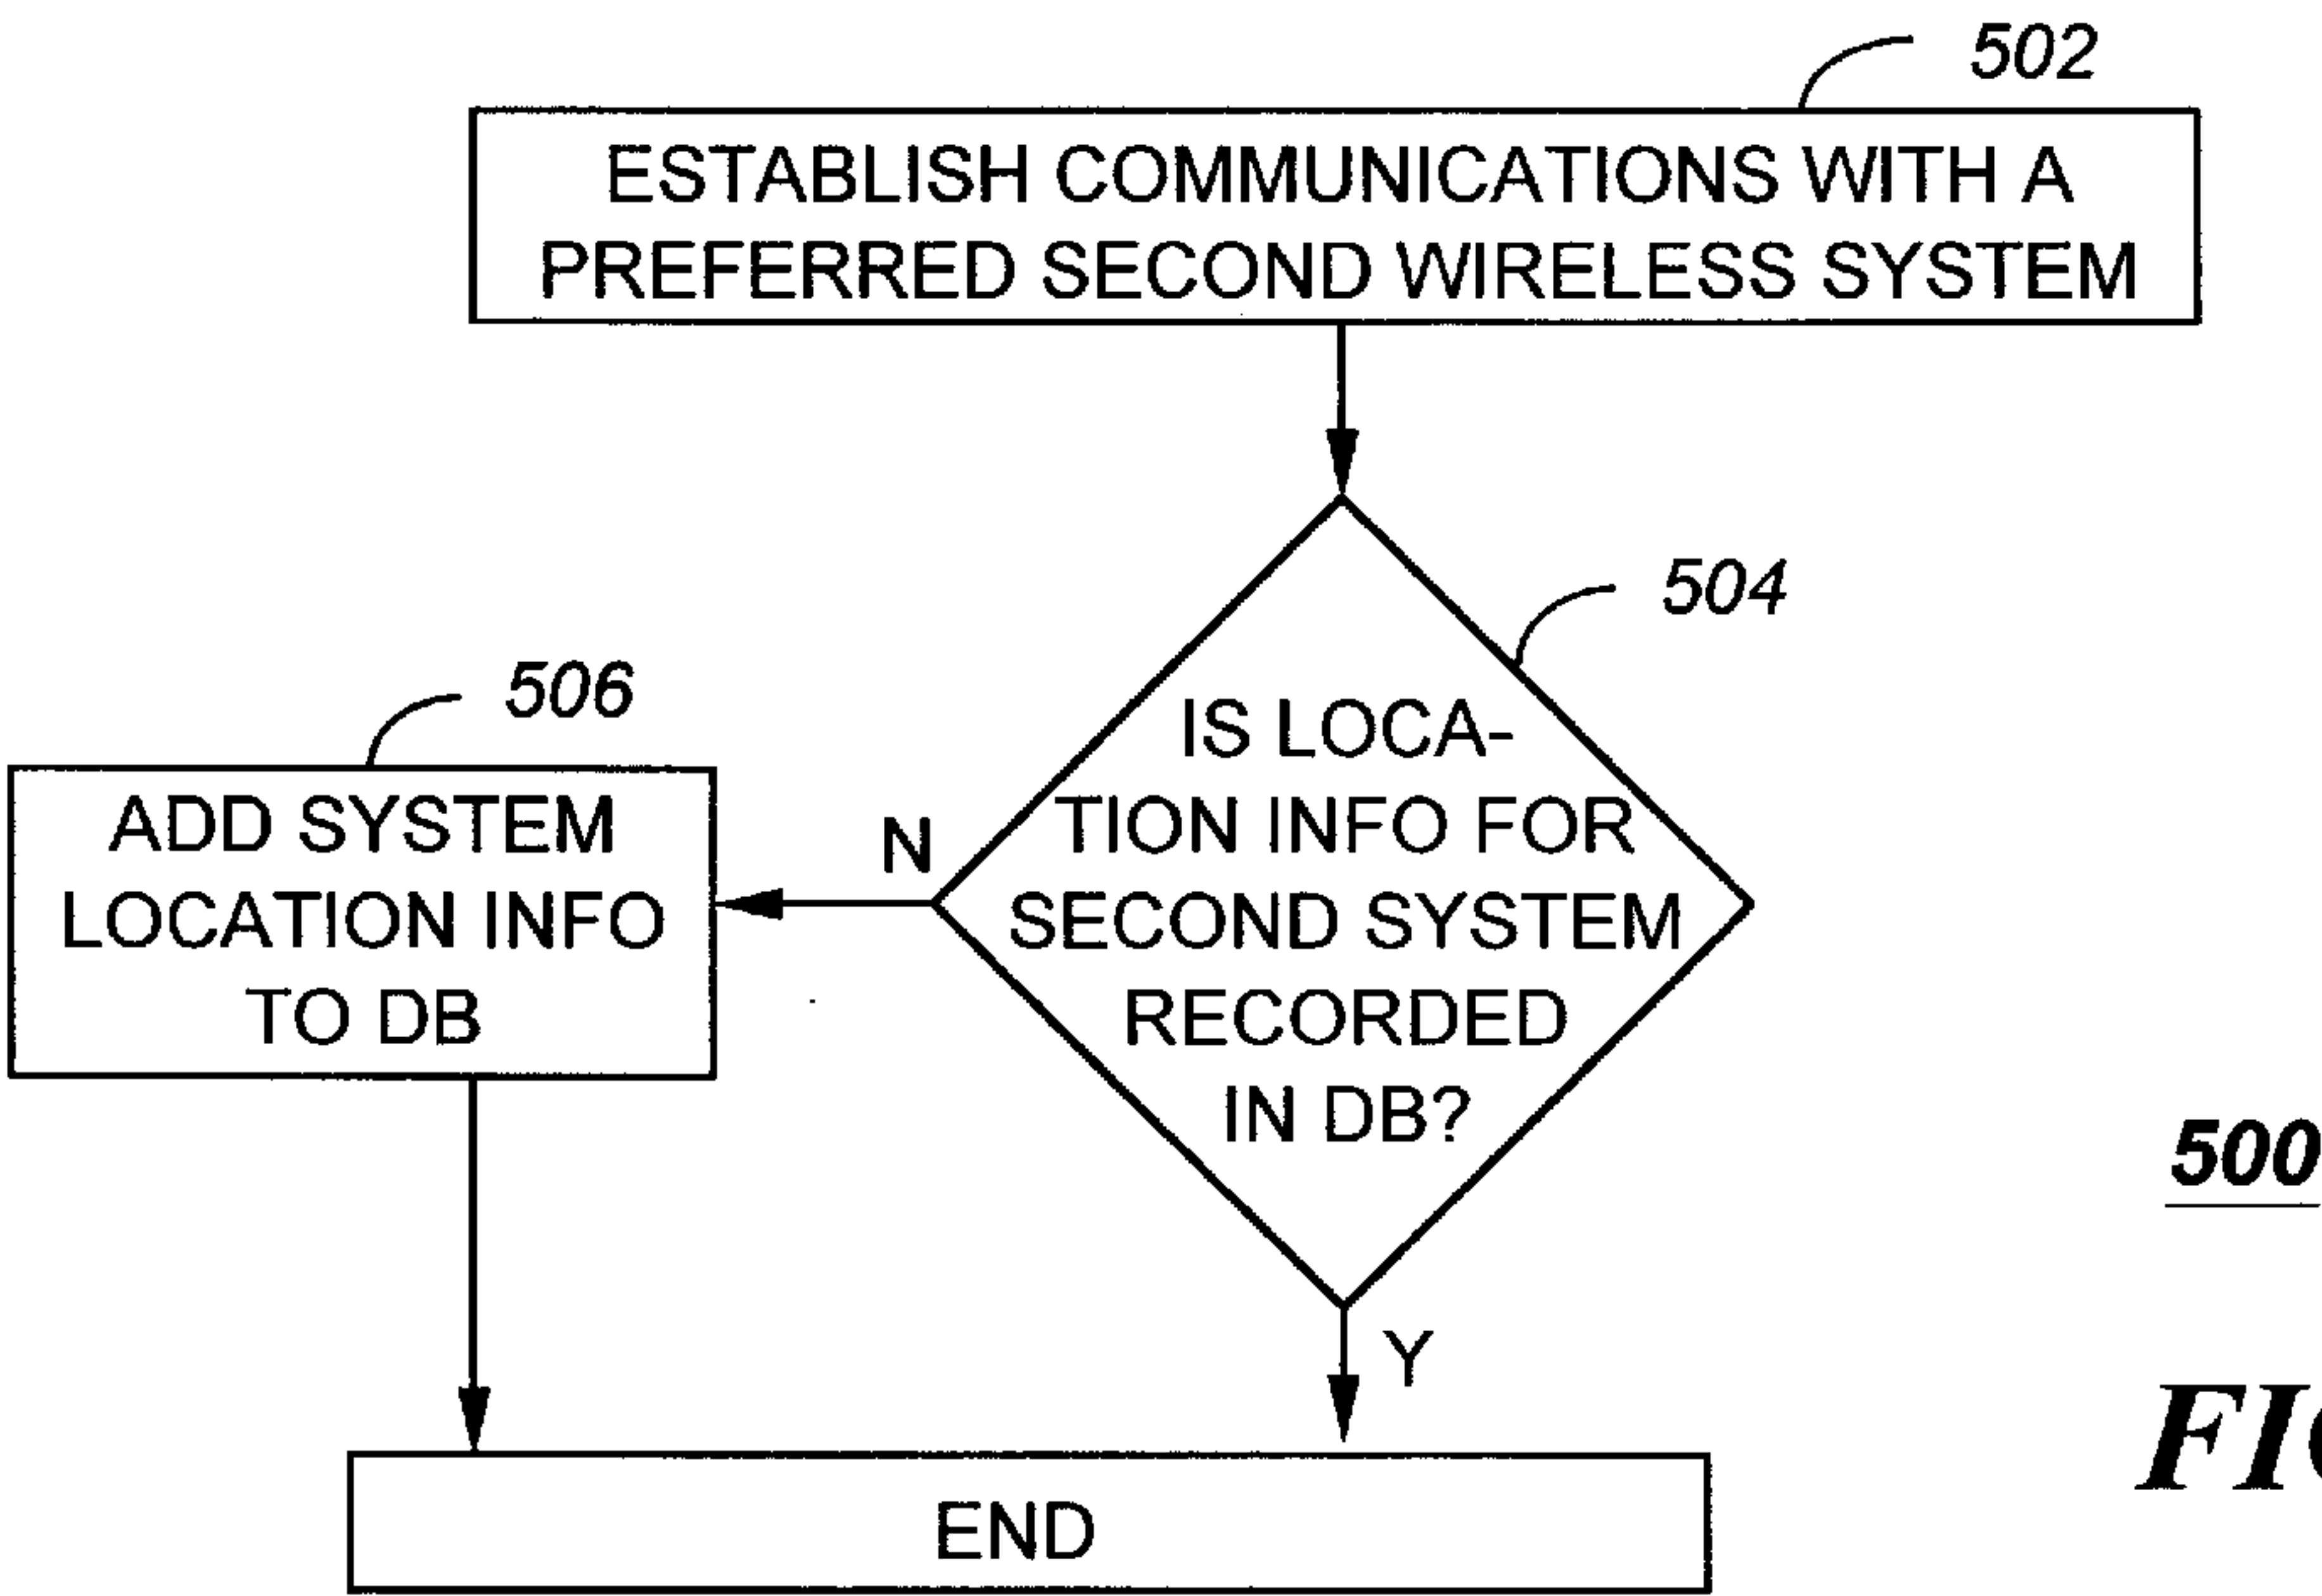 502
ESTABLISH COMMUNICATIONS WITH A
PREFERRED SECOND WIRELESS SYSTEM
504
IS LOCA-
TION INFO FOR
SECOND SYSTEM
RECORDED
IN DB?
506
ADD SYSTEM
LOCATION INFO
TO DB
N
Y
500
END